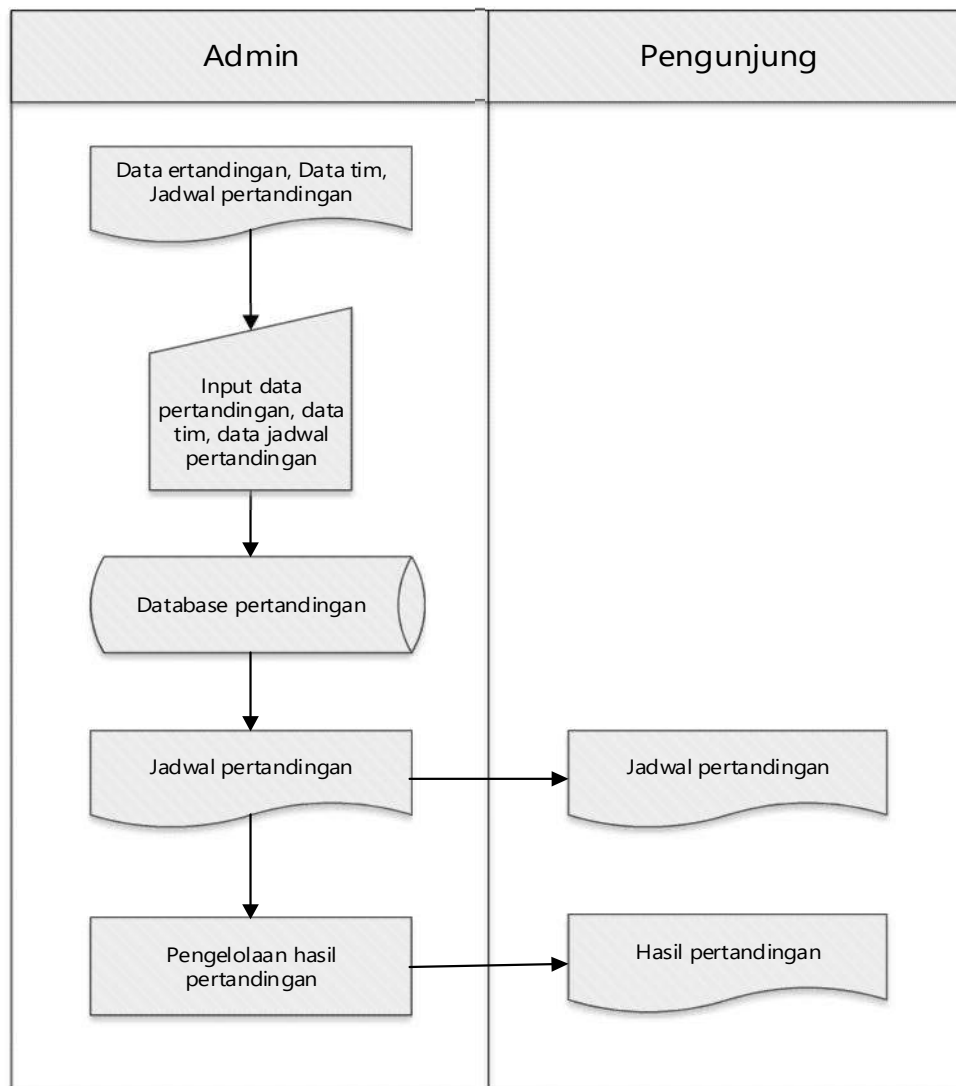 Admin
Pengunjung
Data ertandingan, Data tim,
Jadwal pertandingan
Input data
pertandingan, data
tim, data jadwal
pertandingan
Database pertandingan
Jadwal pertandingan
Jadwal pertandingan
Pengelolaan hasil
pertandingan
Hasil pertandingan